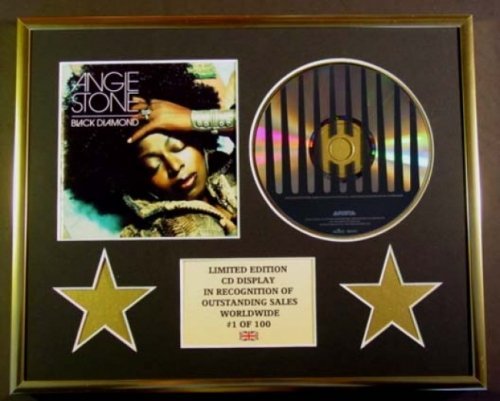 ANGIE
STONE
BLACK DIAMOND
ARISTA
LIMITED EDITION
CD DISPLAY
IN RECOGNITION OF
OUTSTANDING SALES
WORLDWIDE
#1 OF 100